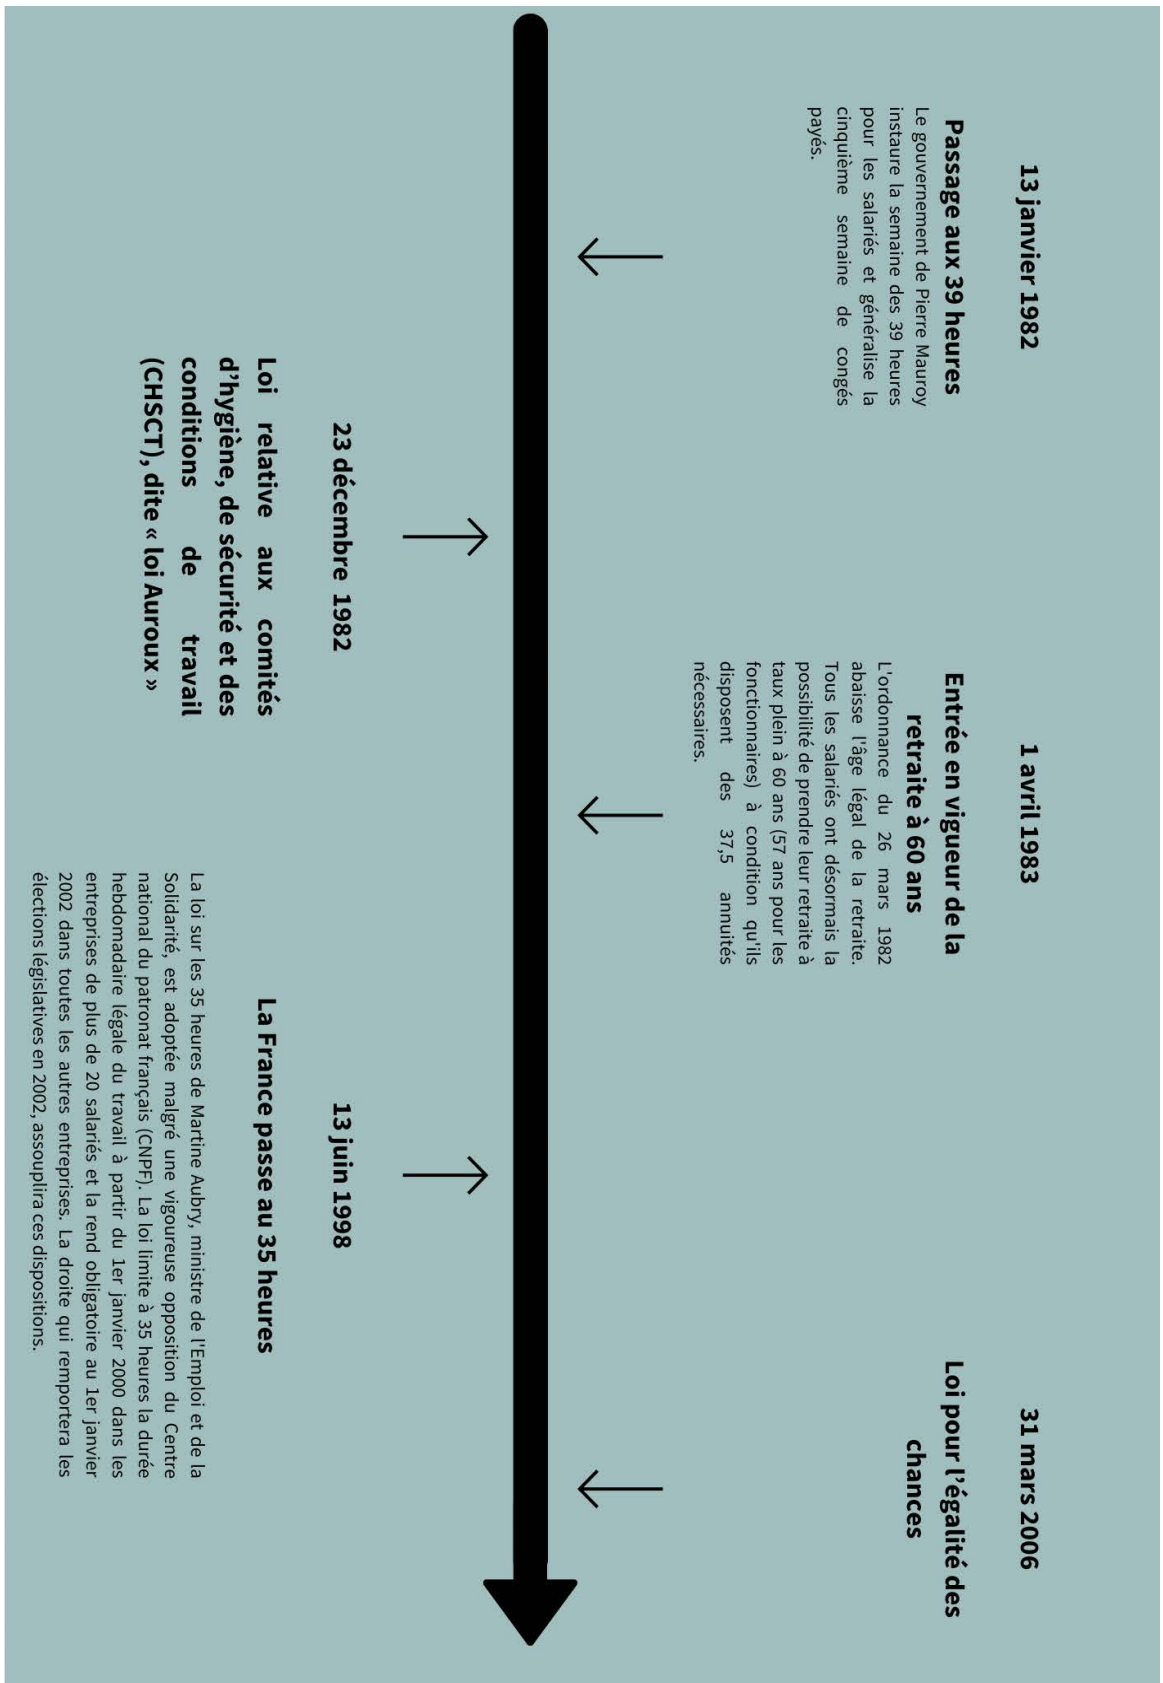 13 janvier 1982
Passage aux 39 heures
Le gouvernement de Pierre Mauroy
instaure la semaine des 39 heures
pour les salariés et généralise la
cinquième semaine de congés
payés.
23 décembre 1982
Loi relative aux comités
d'hygiène, de sécurité et des
conditions de travail
(CHSCT), dite « loi Auroux »
1 avril 1983
Entrée en vigueur de la
retraite à 60 ans
L'ordonnance du 26 mars 1982
abaisse l'âge légal de la retraite.
Tous les salariés ont désormais la
possibilité de prendre leur retraite à
taux plein à 60 ans (57 ans pour les
fonctionnaires) à condition qu'ils
disposent des 37,5 annuités
nécessaires.
13 juin 1998
La France passe au 35 heures
La loi sur les 35 heures de Martine Aubry, ministre de l'Emploi et de la
Solidarité, est adoptée malgré une vigoureuse opposition du Centre
national du patronat français (CNPF). La loi limite à 35 heures la durée
hebdomadaire légale du travail à partir du 1er janvier 2000 dans les
entreprises de plus de 20 salariés et la rend obligatoire au 1er janvier
2002 dans toutes les autres entreprises. La droite qui remportera les
élections législatives en 2002, assouplira ces dispositions.
31 mars 2006
Loi pour l'égalité des
chances